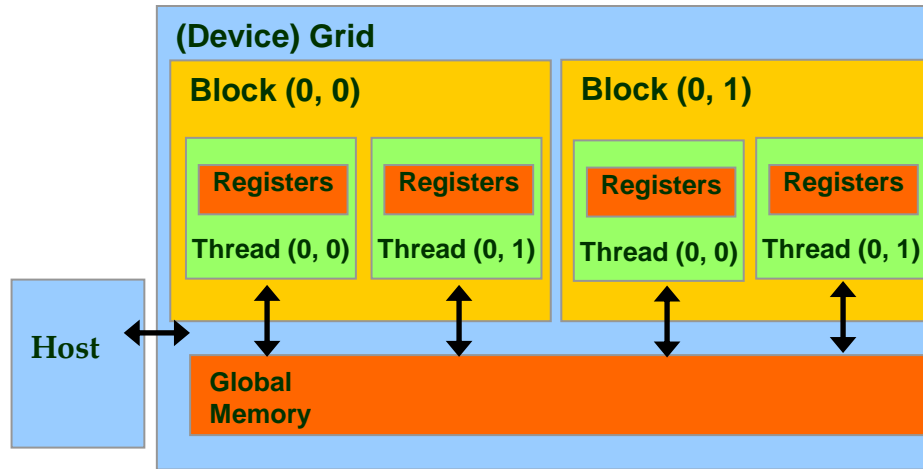 (Device) Grid
Block (0, 0)
Block (0, 1)
Registers
Registers
Registers
Registers
Thread (0, 0)
Thread (0, 1)
Thread (0, 0)
Thread (0, 1)
Host
Global
Memory